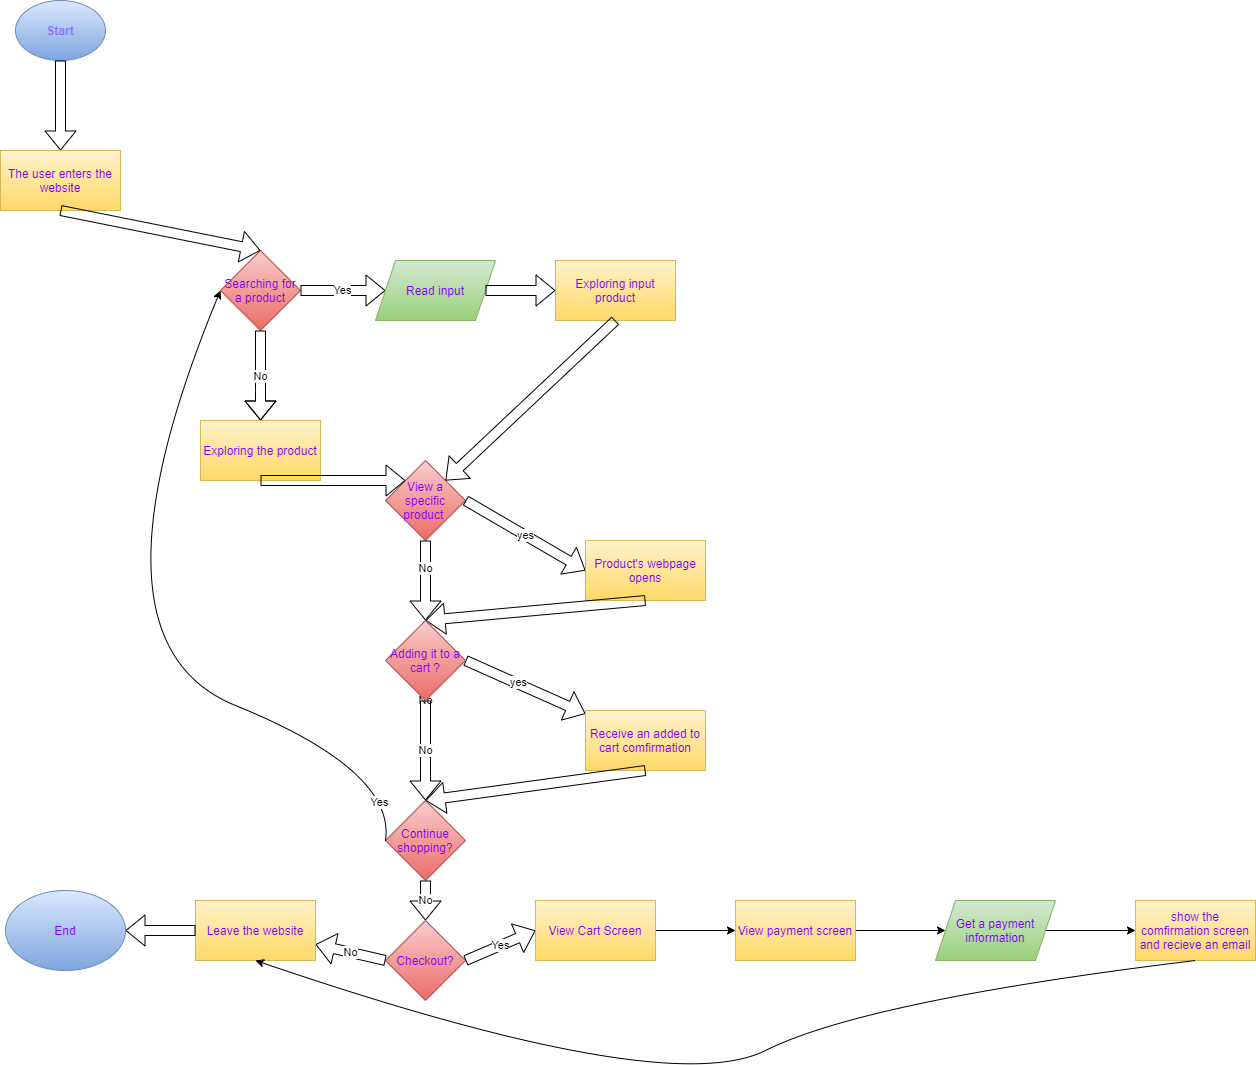 Start
The user enters the
website
Searching for
a product
Yes
Read input
Exploring input
product
No
Exploring the product
View a
specific
product
yes
No
Product's webpage
opens
Adding it to a
cart ?
yes
No
No
Receive an added to
cart comfirmation
Yes
Continue
shopping?
No
End
Leave the website
No
Checkout?
Yes
View Cart Screen
View payment screen
Get a payment
information
show the
comfirmation screen
and recieve an email